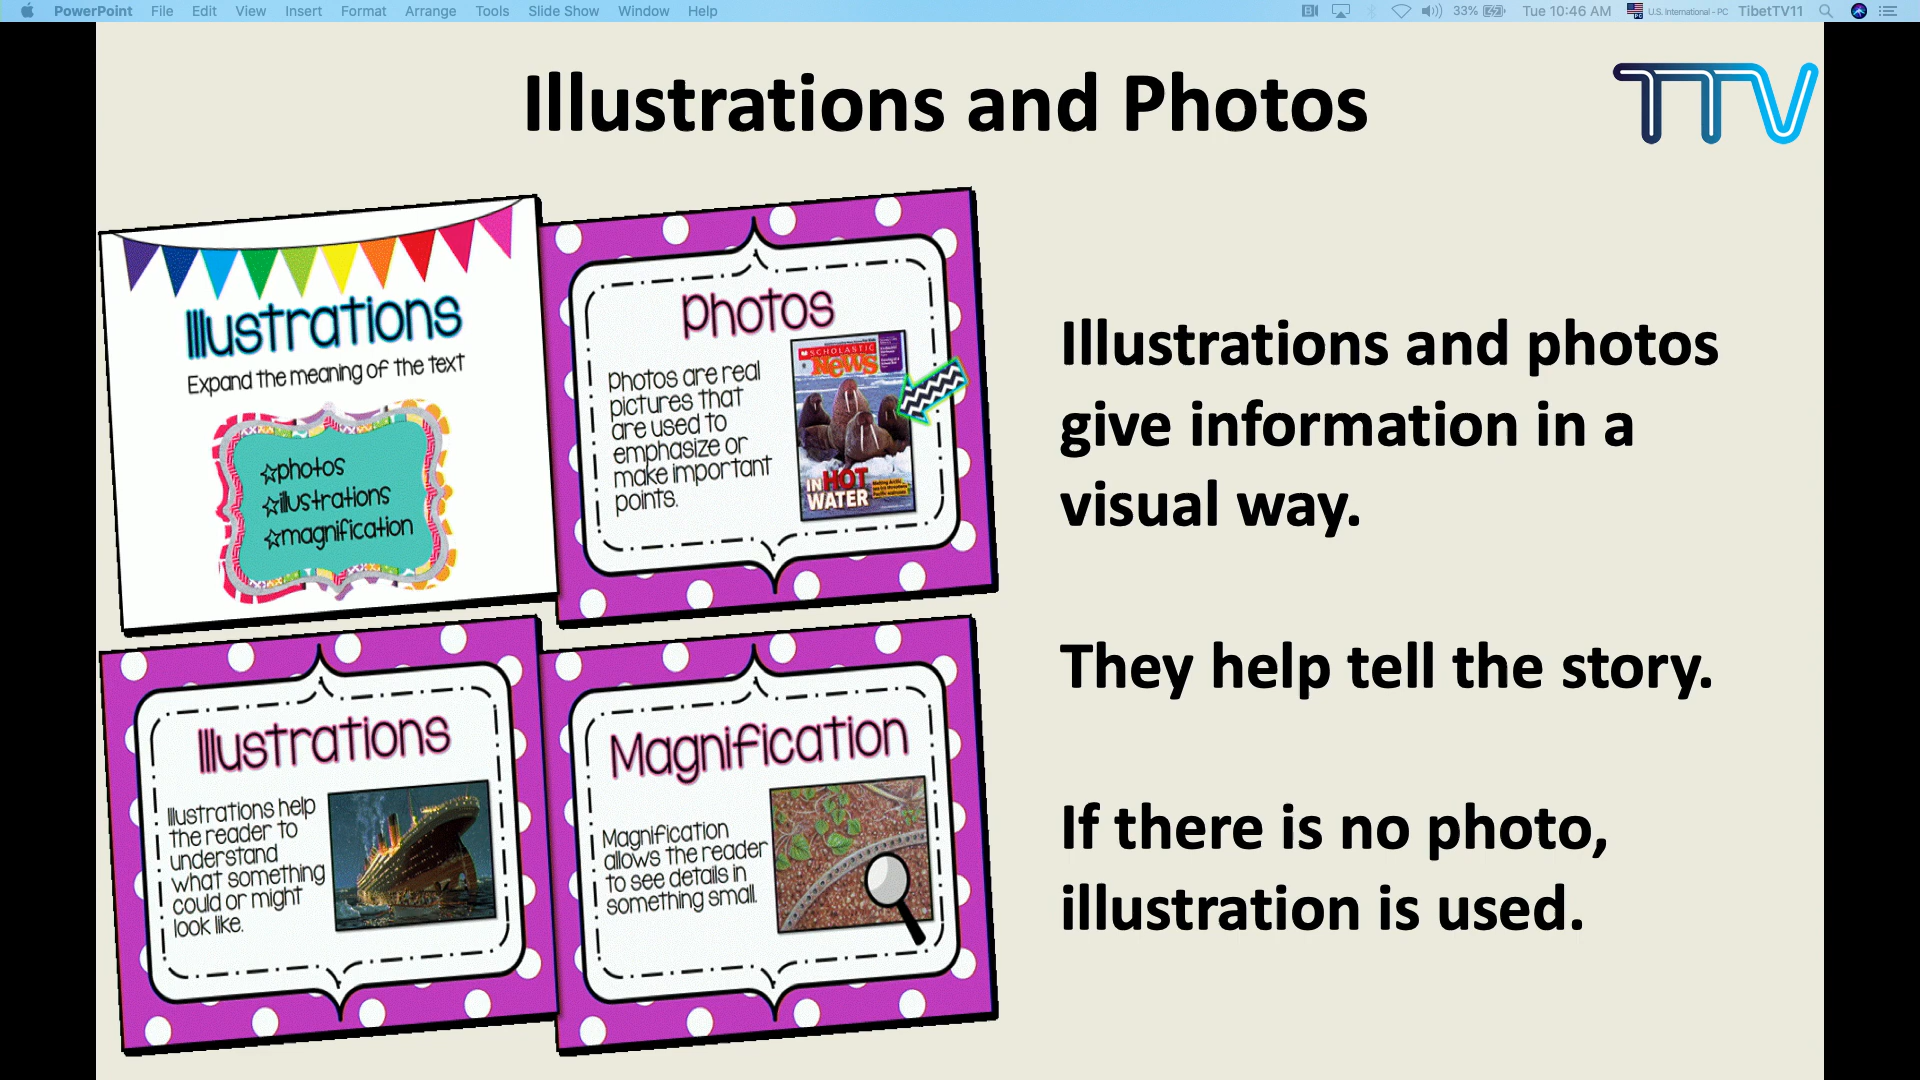 PowerPoint File Edit View Insert Format Arrange Tools Slide Show Window Help 33% Tue 10:46 AM U.S. International - PC TibetTV11
Illustrations and Photos
TTV
Illustrations
Expand the meaning of the text
☆photos
☆illustrations
☆magnification
Photos
Photos are real
pictures that
are used to
emphasize or
make important
points.
SCHOLASTIC
News
IN HOT
WATER
Illustrations
Illustrations help
the reader to
understand
what something
could or might
look like.
Magnification
Magnification
allows the reader
to see details in
something small.
Illustrations and photos
give information in a
visual way.
They help tell the story.
If there is no photo,
illustration is used.